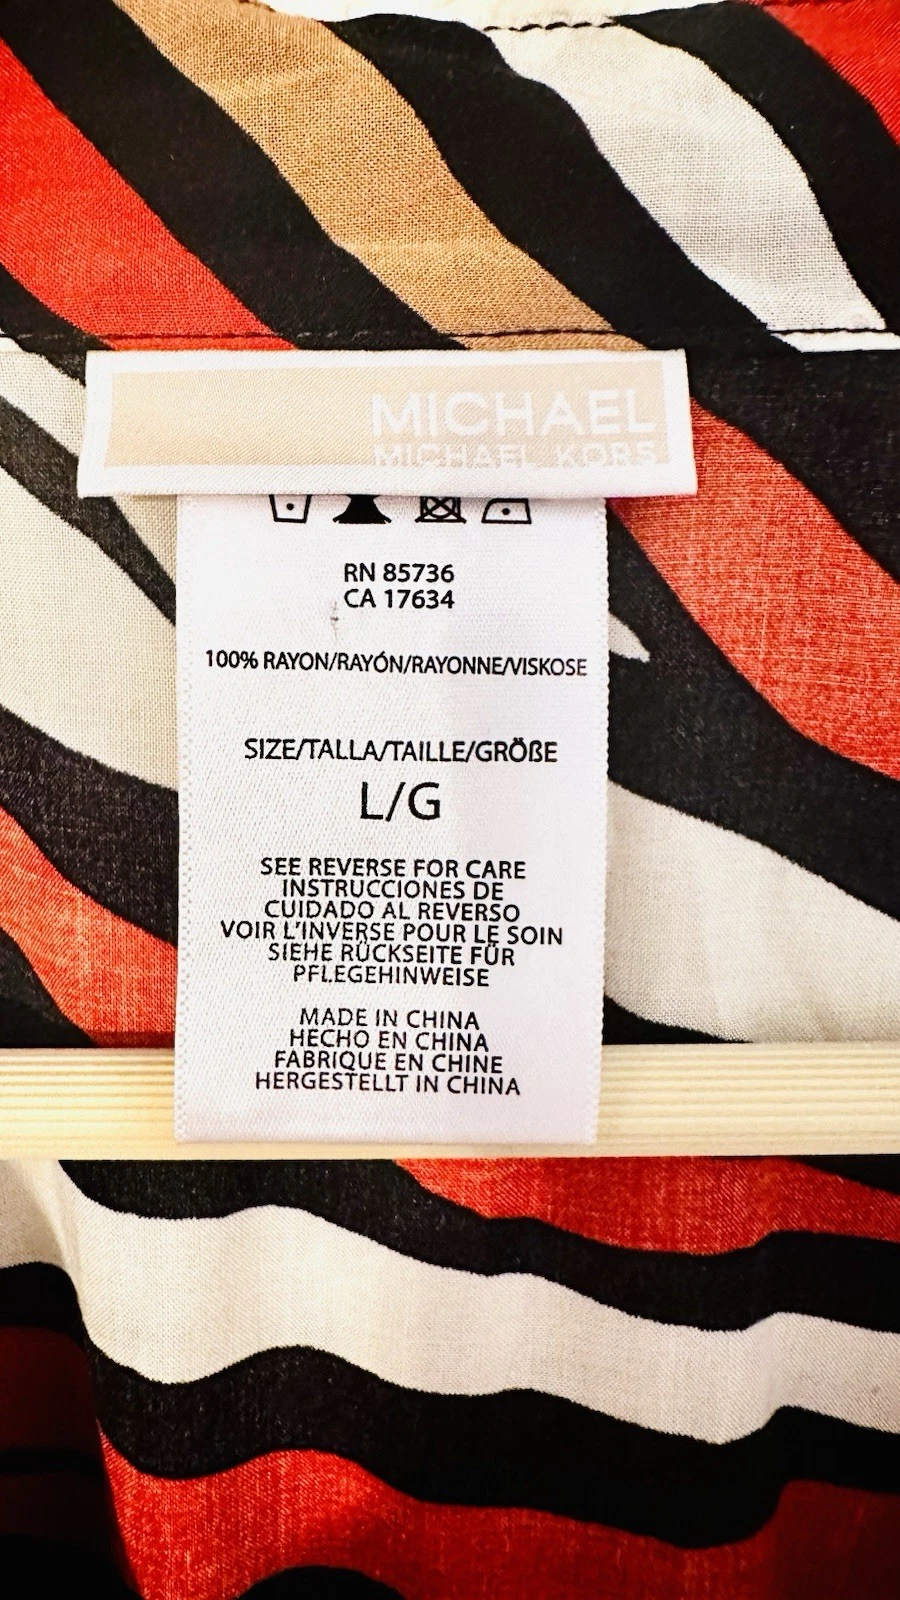 MICHAEL
MICHAEL KORS
RN 85736
CA 17634
100% RAYON/RAYÓN/RAYONNE/VISKOSE
SIZE/TALLA/TAILLE/GRÖßE
L/G
SEE REVERSE FOR CARE
INSTRUCCIONES DE
CUIDADO AL REVERSO
VOIR L'INVERSE POUR LE SOIN
SIEHE RÜCKSEITE FÜR
PFLEGEHINWEISE
MADE IN CHINA
HECHO EN CHINA
FABRIQUE EN CHINE
HERGESTELLT IN CHINA